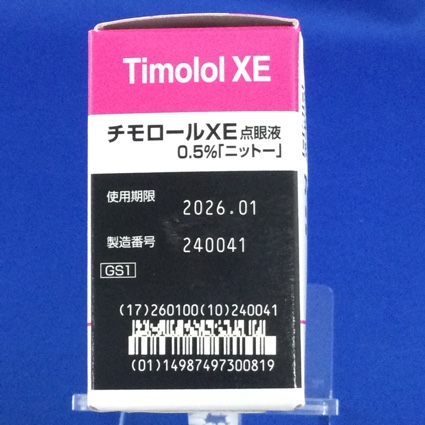 Timolol XE
チモロールXE点眼液
0.5%「ニットー」
使用期限 2026.01
製造番号 240041
GS1
(17)260100(10)240041
(01)14987497300819